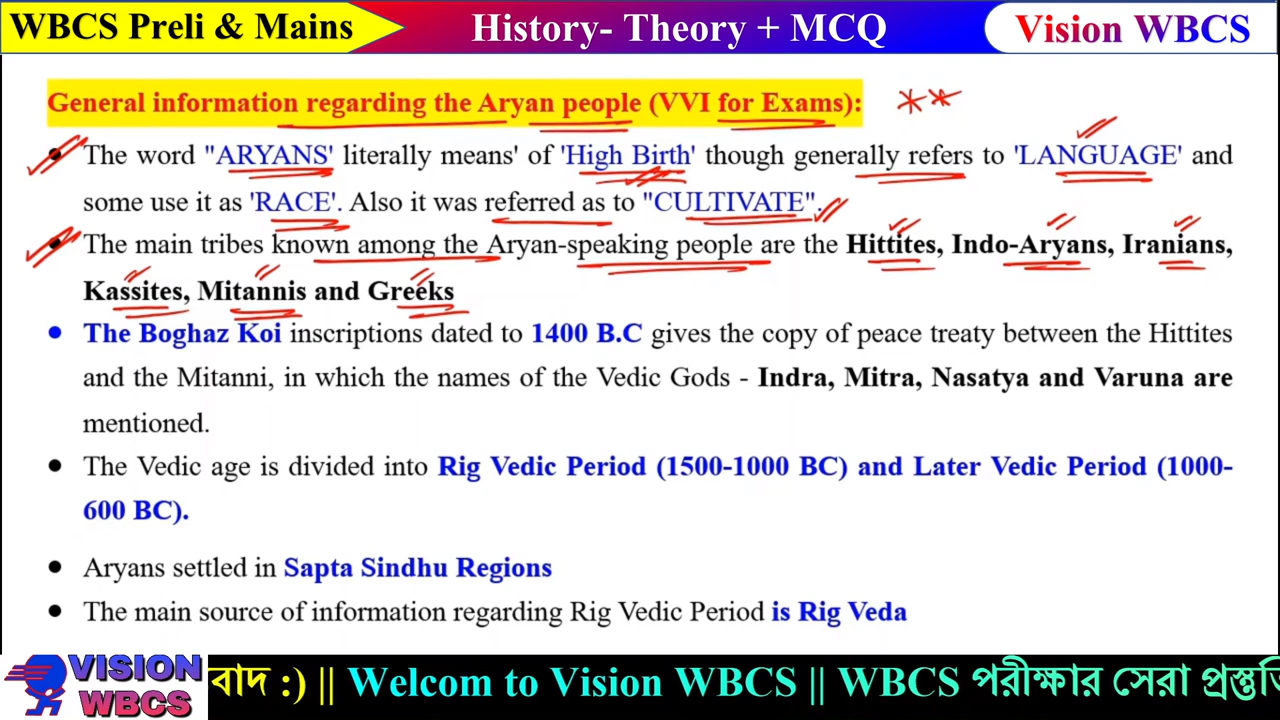 WBCS Preli & Mains
History- Theory + MCQ
Vision WBCS
General information regarding the Aryan people (VVI for Exams):
• The word "ARYANS' literally means' of 'High Birth' though generally refers to 'LANGUAGE' and
some use it as 'RACE'. Also it was referred as to "CULTIVATE".
• The main tribes known among the Aryan-speaking people are the Hittites, Indo-Aryans, Iranians,
Kassites, Mitannis and Greeks
• The Boghaz Koi inscriptions dated to 1400 B.C gives the copy of peace treaty between the Hittites
and the Mitanni, in which the names of the Vedic Gods - Indra, Mitra, Nasatya and Varuna are
mentioned.
• The Vedic age is divided into Rig Vedic Period (1500-1000 BC) and Later Vedic Period (1000-
600 BC).
• Aryans settled in Sapta Sindhu Regions
• The main source of information regarding Rig Vedic Period is Rig Veda
VISION
WBCS
বাদ :) || Welcom to Vision WBCS || WBCS পরীক্ষার সেরা